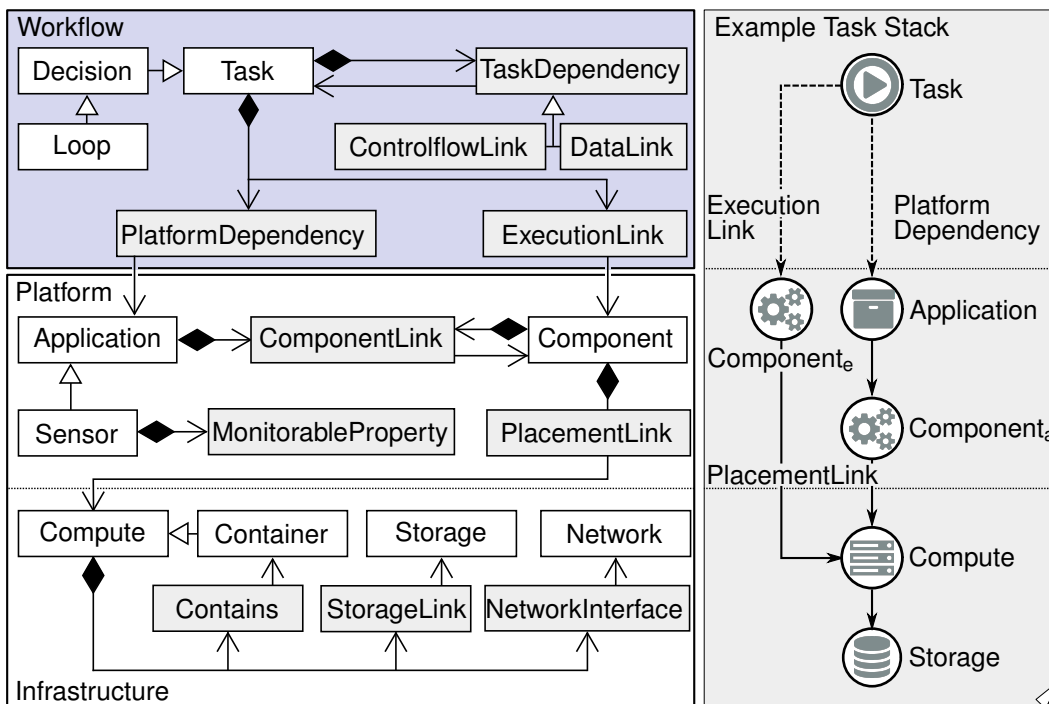 Workflow
Decision
Task
TaskDependency
Loop
ControlflowLink
DataLink
PlatformDependency
ExecutionLink
Platform
Application
ComponentLink
Component
Sensor
MonitorableProperty
PlacementLink
Compute
Container
Storage
Network
Contains
StorageLink
NetworkInterface
Infrastructure
Example Task Stack
Task
Execution
Link
Platform
Dependency
Application
Componentₑ
Componentₐ
PlacementLink
Compute
Storage